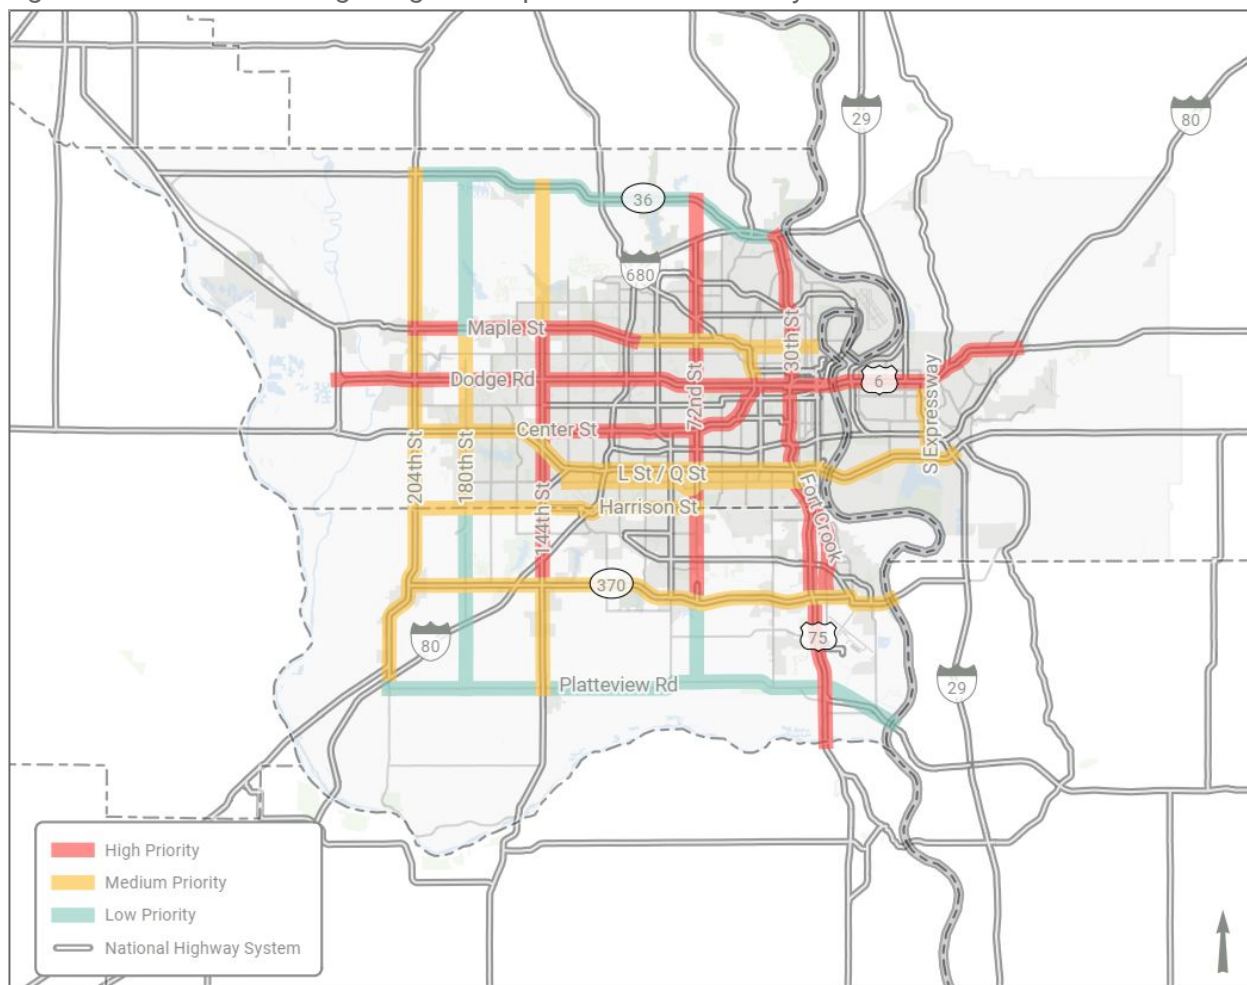 29
80
36
680
Maple St
30th St
Dodge Rd
6
72nd St
S Expressway
Center St
204th St
180th St
L St / Q St
144th St
Harrison St
Fort Crook
370
75
80
Platteview Rd
29
High Priority
Medium Priority
Low Priority
National Highway System